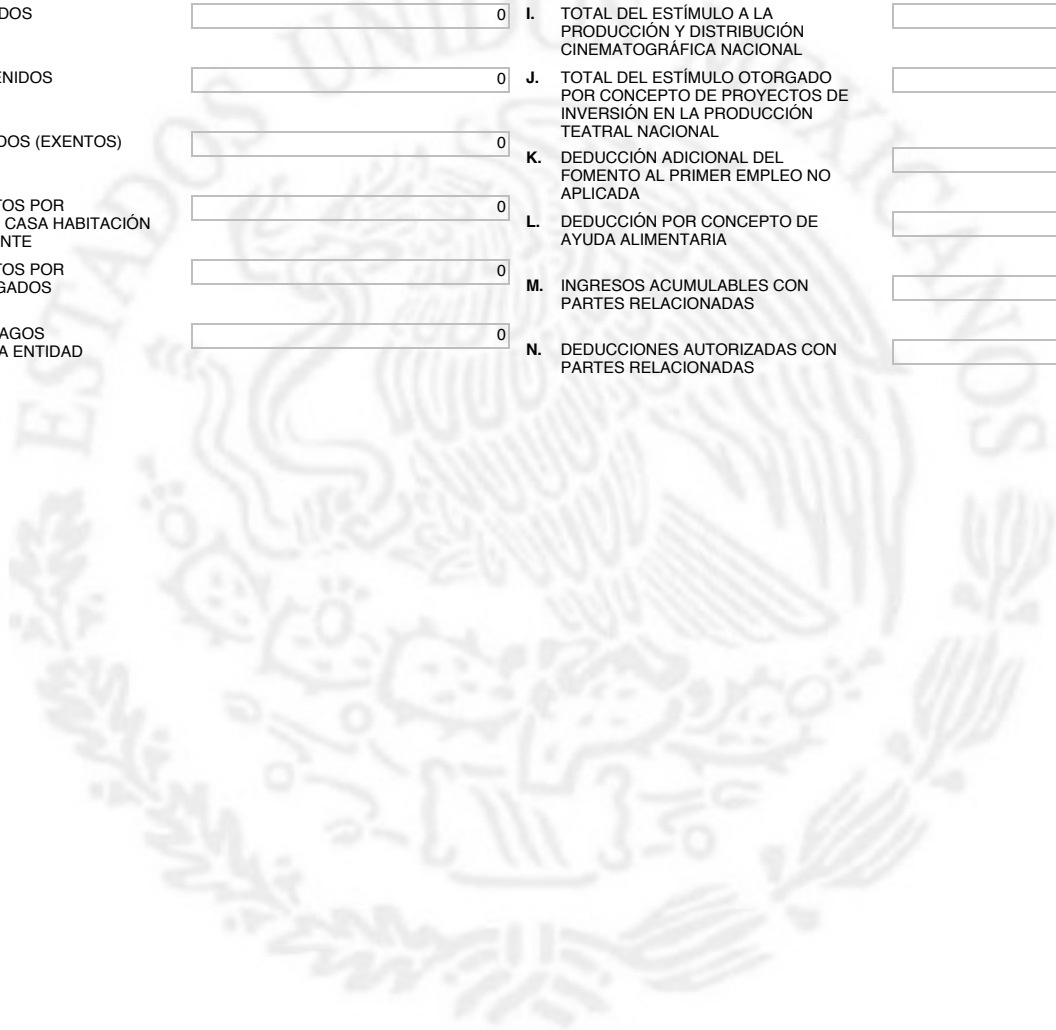 DOS
0
ENIDOS
0
DOS (EXENTOS)
0
TOS POR
CASA HABITACIÓN
NTE
0
TOS POR
GADOS
0
AGOS
A ENTIDAD
0
I. TOTAL DEL ESTÍMULO A LA
PRODUCCIÓN Y DISTRIBUCIÓN
CINEMATOGRÁFICA NACIONAL
J. TOTAL DEL ESTÍMULO OTORGADO
POR CONCEPTO DE PROYECTOS DE
INVERSIÓN EN LA PRODUCCIÓN
TEATRAL NACIONAL
K. DEDUCCIÓN ADICIONAL DEL
FOMENTO AL PRIMER EMPLEO NO
APLICADA
L. DEDUCCIÓN POR CONCEPTO DE
AYUDA ALIMENTARIA
M. INGRESOS ACUMULABLES CON
PARTES RELACIONADAS
N. DEDUCCIONES AUTORIZADAS CON
PARTES RELACIONADAS
ESTADOS UNIDOS MEXICANOS